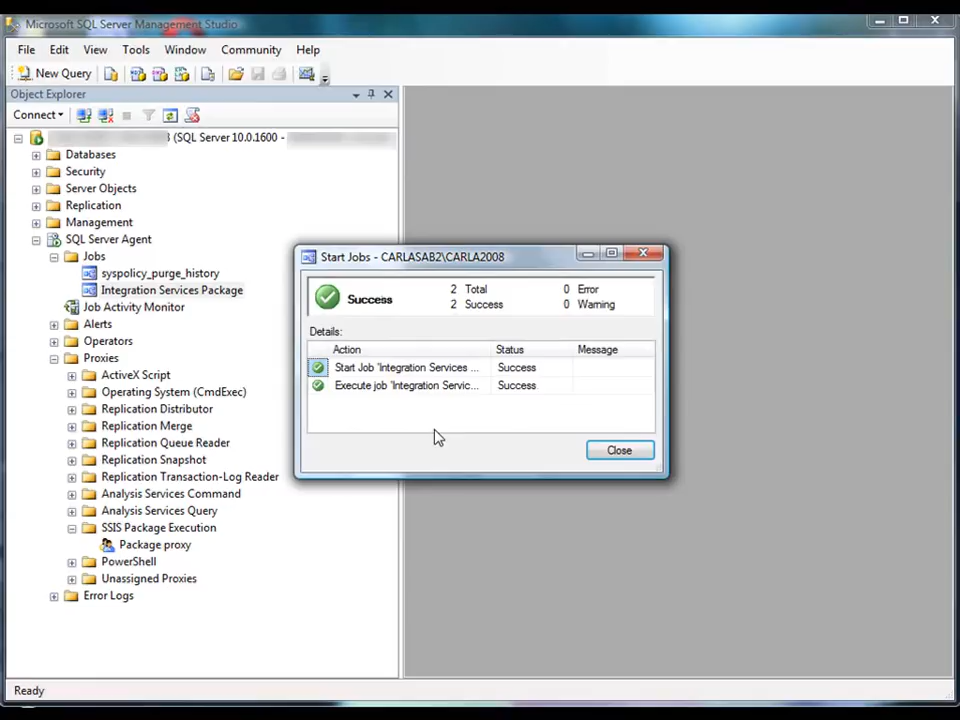 Microsoft SQL Server Management Studio
File Edit View Tools Window Community Help
New Query
Object Explorer
Connect
(SQL Server 10.0.1600 -
Databases
Security
Server Objects
Replication
Management
SQL Server Agent
Jobs
syspolicy_purge_history
Integration Services Package
Job Activity Monitor
Alerts
Operators
Proxies
ActiveX Script
Operating System (CmdExec)
Replication Distributor
Replication Merge
Replication Queue Reader
Replication Snapshot
Replication Transaction-Log Reader
Analysis Services Command
Analysis Services Query
SSIS Package Execution
Package proxy
PowerShell
Unassigned Proxies
Error Logs
Start Jobs - CARLASAB2\CARLA2008
Success
2 Total 0 Error
2 Success 0 Warning
Details:
Action Status Message
Start Job 'Integration Services ... Success
Execute job 'Integration Servic... Success
Close
Ready